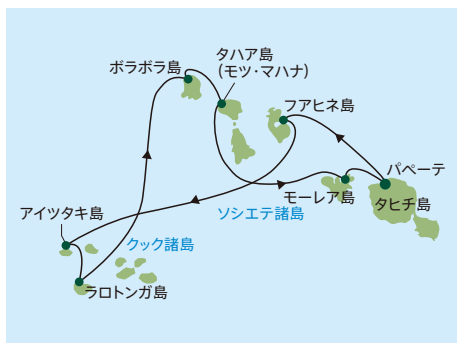 タハア島
(モツ・マハナ)
ボラボラ島
フアヒネ島
パペーテ
モーレア島
タヒチ島
アイツタキ島
ソシエテ諸島
クック諸島
ラロトンガ島